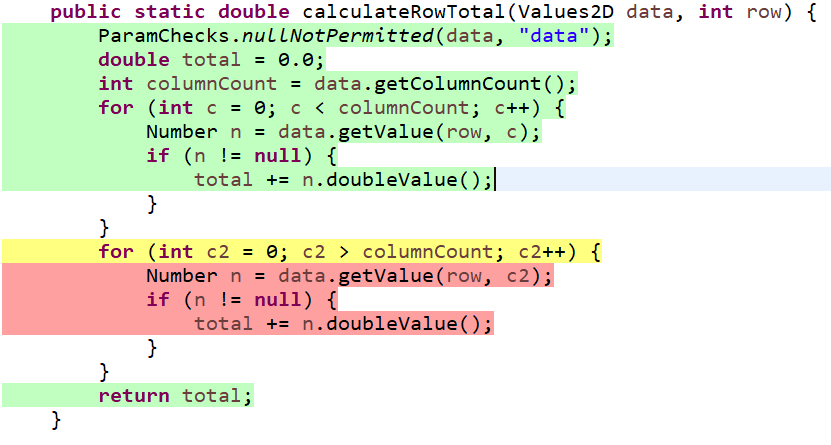 public static double calculateRowTotal(Values2D data, int row) {
ParamChecks.nullNotPermitted(data, "data");
double total = 0.0;
int columnCount = data.getColumnCount();
for (int c = 0; c < columnCount; c++) {
Number n = data.getValue(row, c);
if (n != null) {
total += n.doubleValue();
}
}
for (int c2 = 0; c2 > columnCount; c2++) {
Number n = data.getValue(row, c2);
if (n != null) {
total += n.doubleValue();
}
}
return total;
}